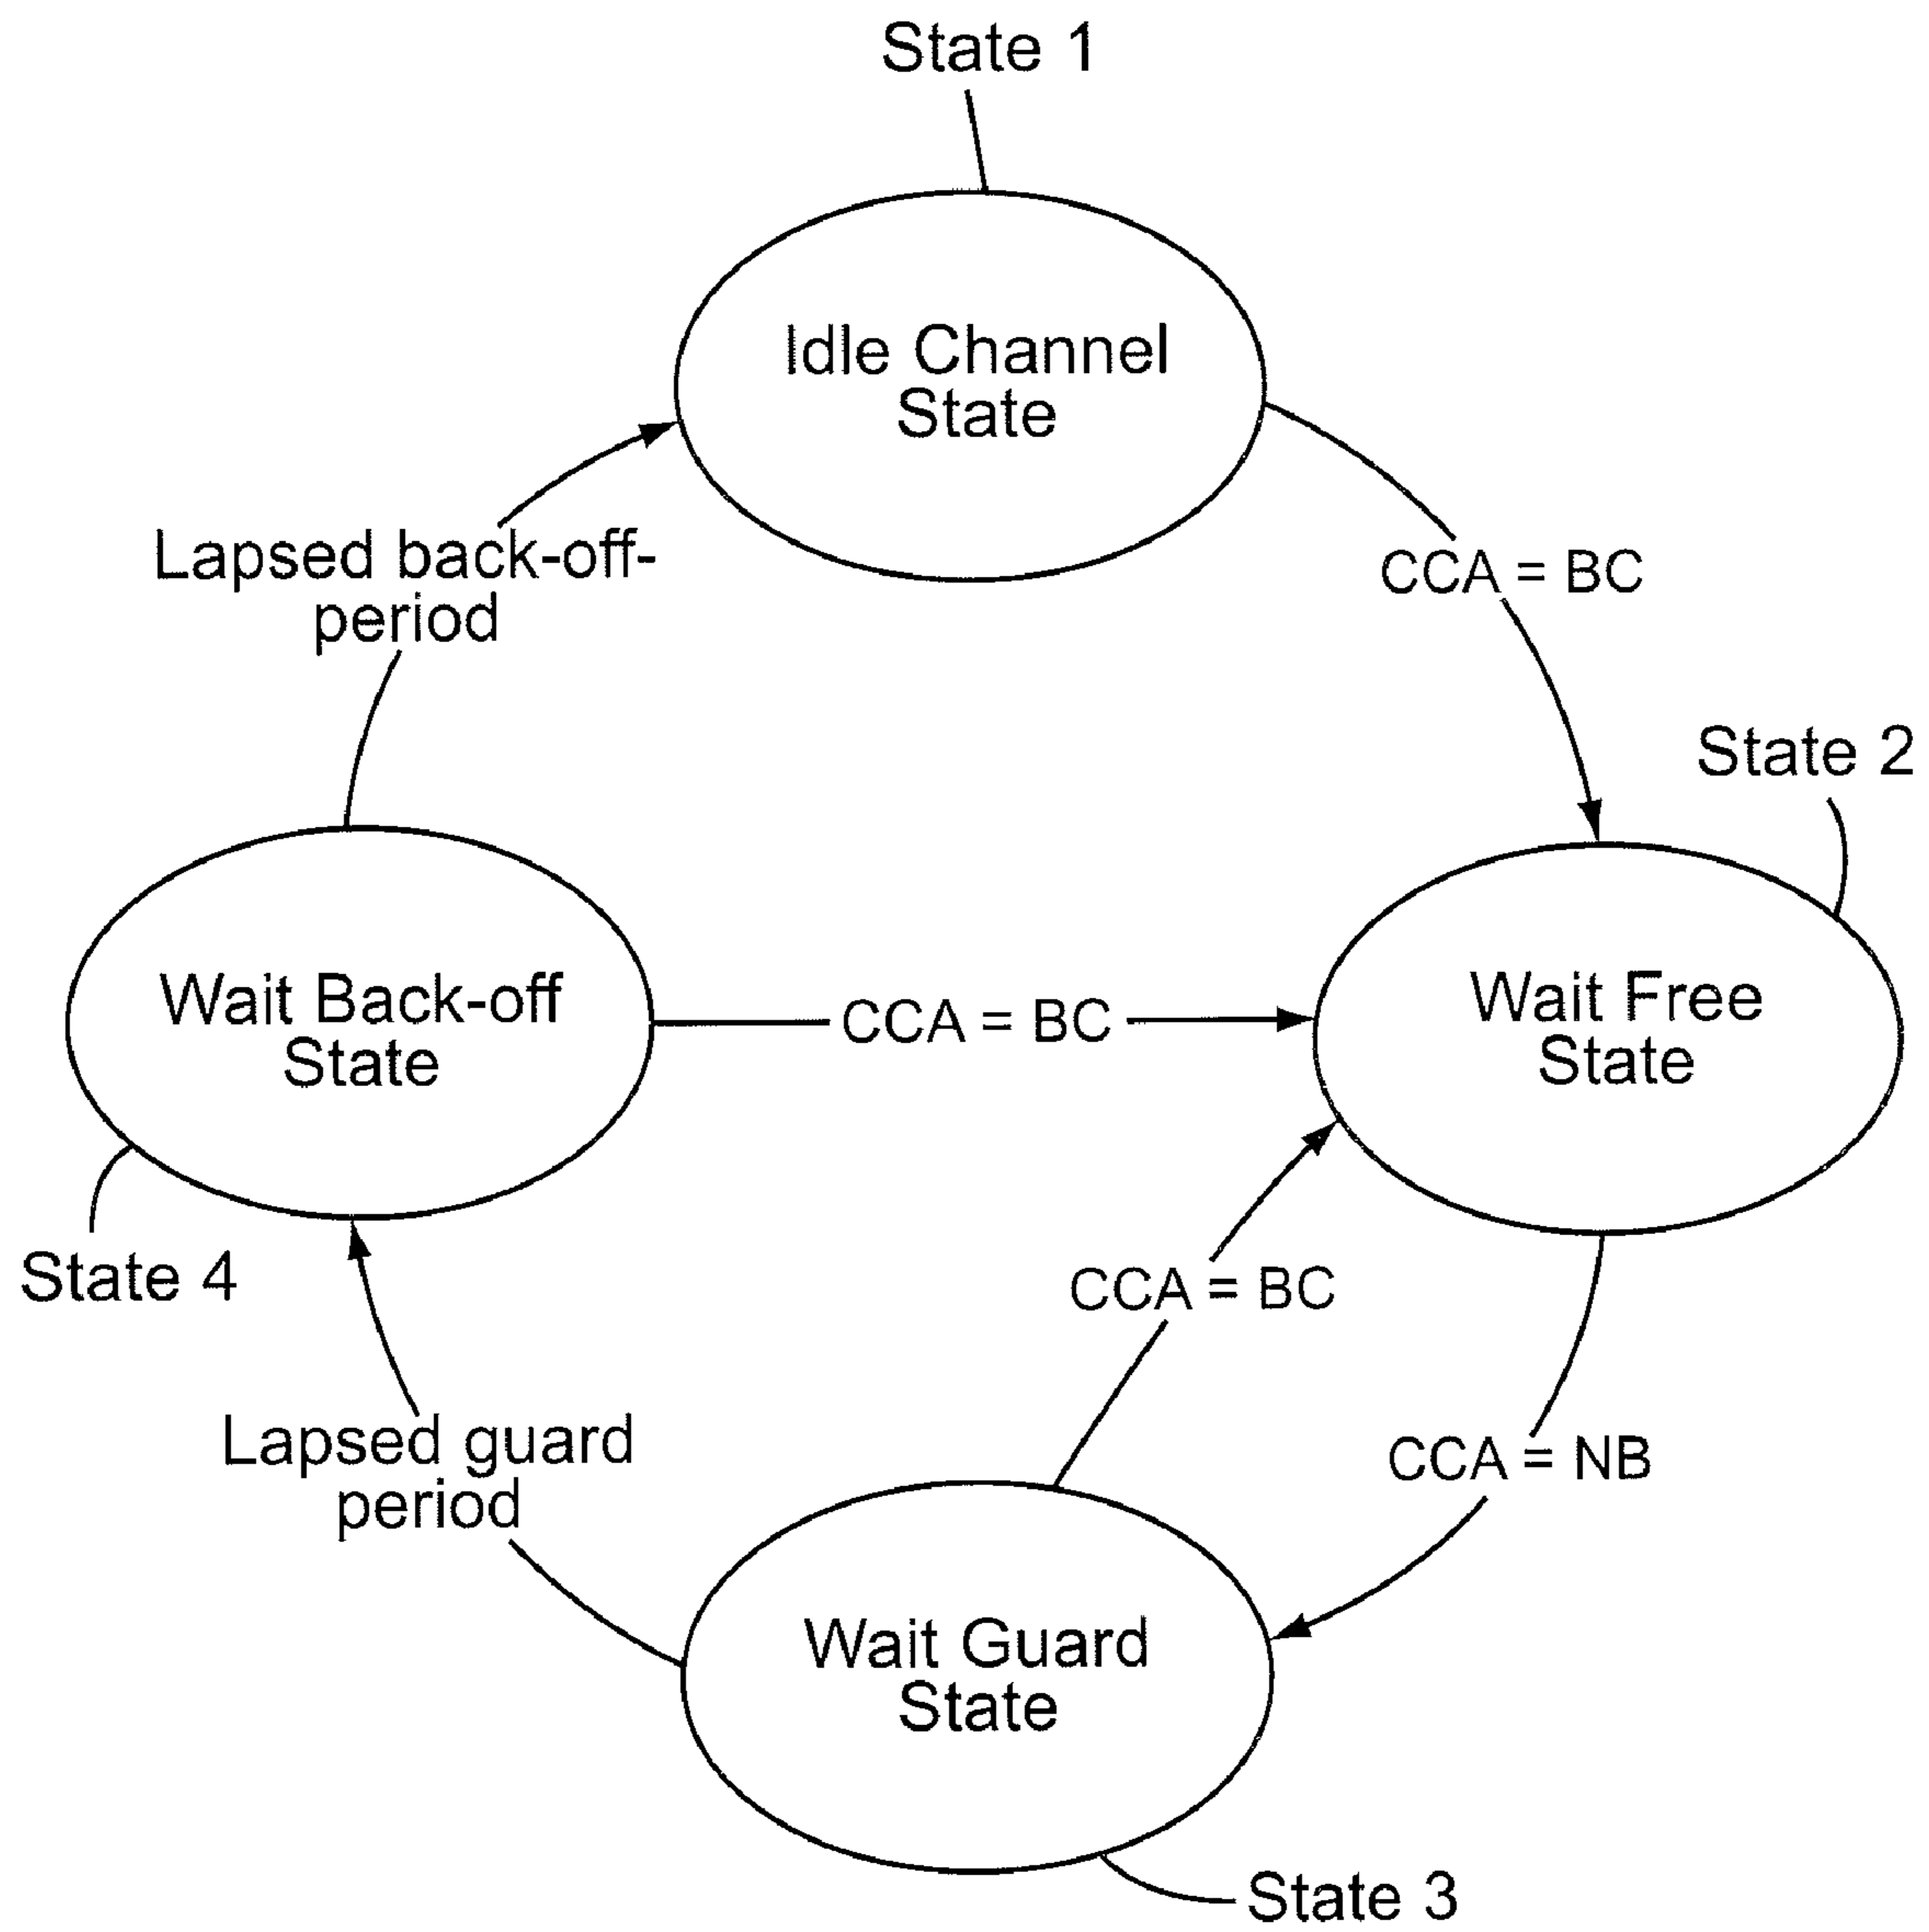 State 1
Idle Channel
State
Lapsed back-off-
period
CCA = BC
State 2
Wait Back-off
State
CCA = BC
Wait Free
State
State 4
CCA = BC
Lapsed guard
period
CCA = NB
Wait Guard
State
State 3